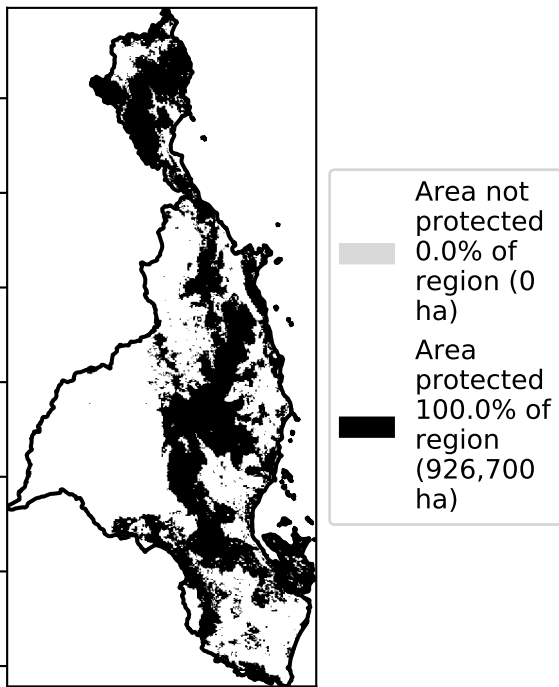 Area not
protected
0.0% of
region (0
ha)
Area
protected
100.0% of
region
(926,700
ha)